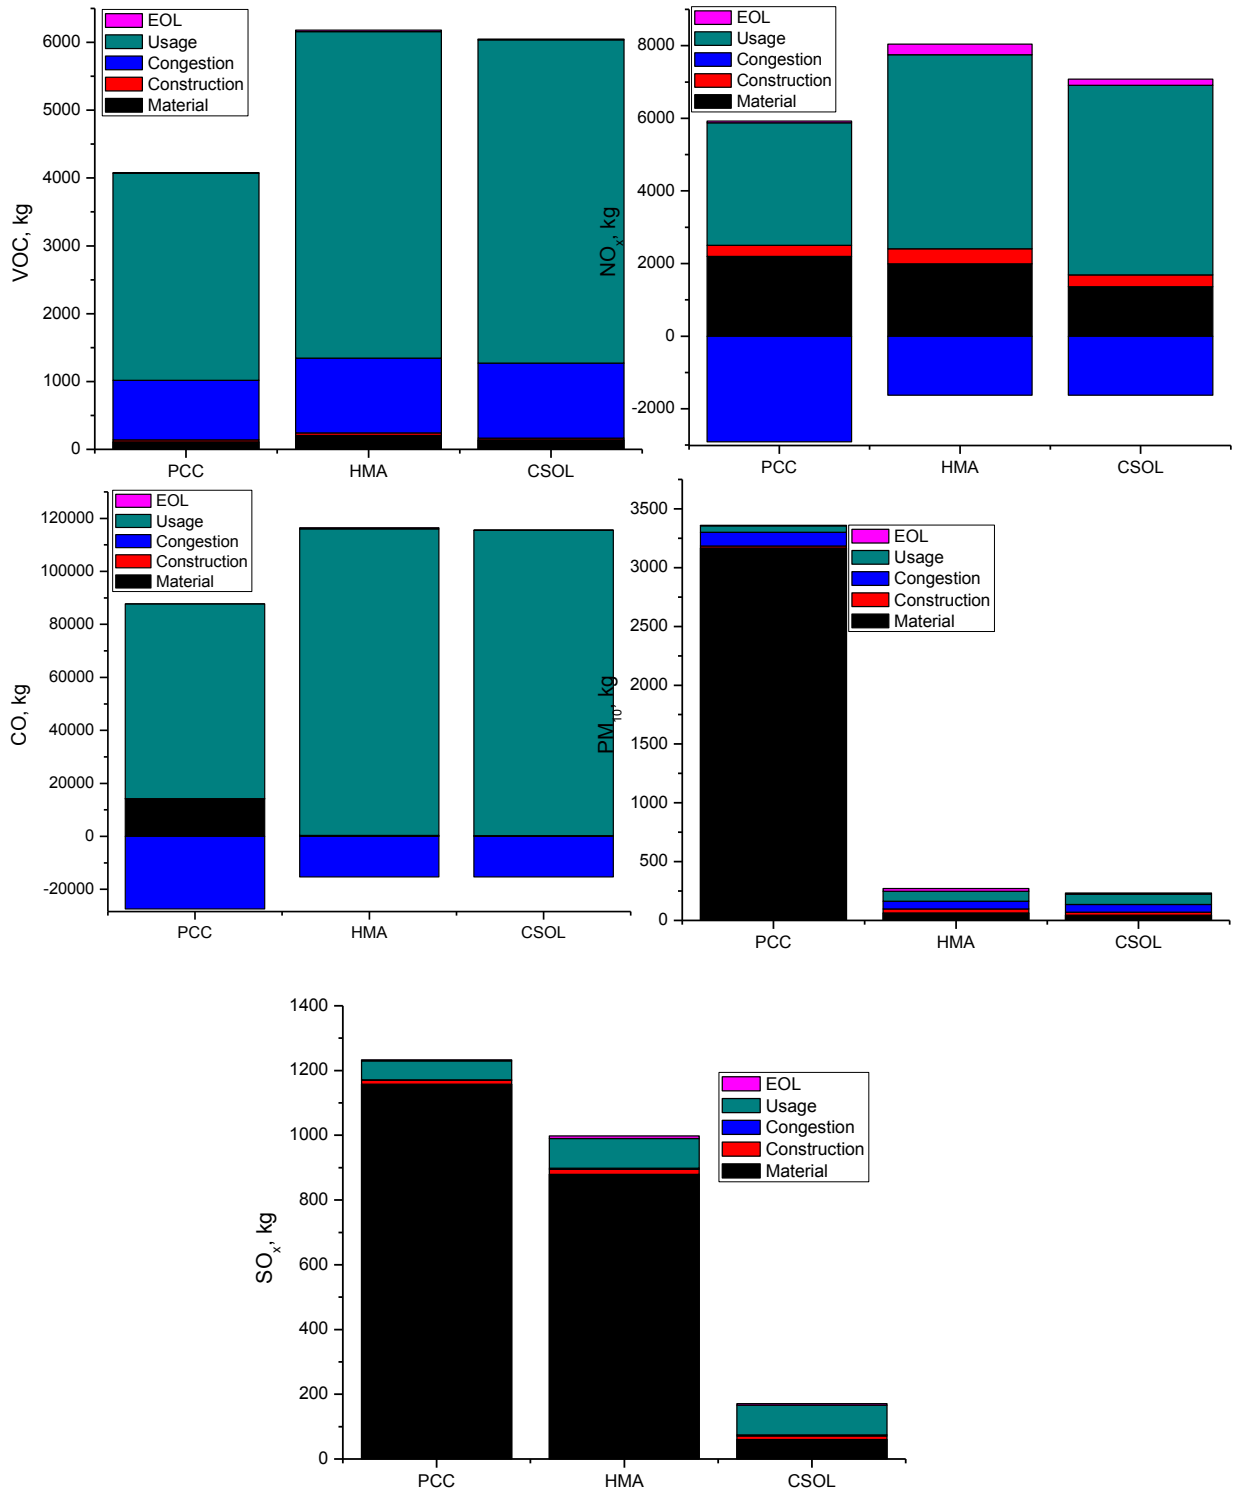 VOC, kg
6000
5000
4000
3000
2000
1000
0
EOL
Usage
Congestion
Construction
Material
PCC
HMA
CSOL
NOx, kg
8000
6000
4000
2000
0
-2000
EOL
Usage
Congestion
Construction
Material
PCC
HMA
CSOL
CO, kg
120000
100000
80000
60000
40000
20000
0
-20000
EOL
Usage
Congestion
Construction
Material
PCC
HMA
CSOL
PM10, kg
3500
3000
2500
2000
1500
1000
500
0
EOL
Usage
Congestion
Construction
Material
PCC
HMA
CSOL
SOx, kg
1400
1200
1000
800
600
400
200
0
EOL
Usage
Congestion
Construction
Material
PCC
HMA
CSOL